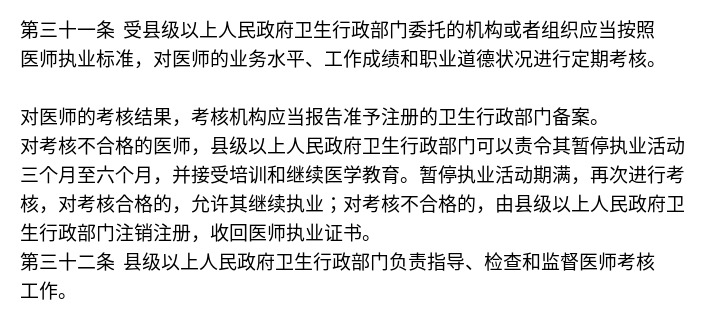 第三十一条 受县级以上人民政府卫生行政部门委托的机构或者组织应当按照
医师执业标准，对医师的业务水平、工作成绩和职业道德状况进行定期考核。
对医师的考核结果，考核机构应当报告准予注册的卫生行政部门备案。
对考核不合格的医师，县级以上人民政府卫生行政部门可以责令其暂停执业活动
三个月至六个月，并接受培训和继续医学教育。暂停执业活动期满，再次进行考
核，对考核合格的，允许其继续执业；对考核不合格的，由县级以上人民政府卫
生行政部门注销注册，收回医师执业证书。
第三十二条 县级以上人民政府卫生行政部门负责指导、检查和监督医师考核
工作。